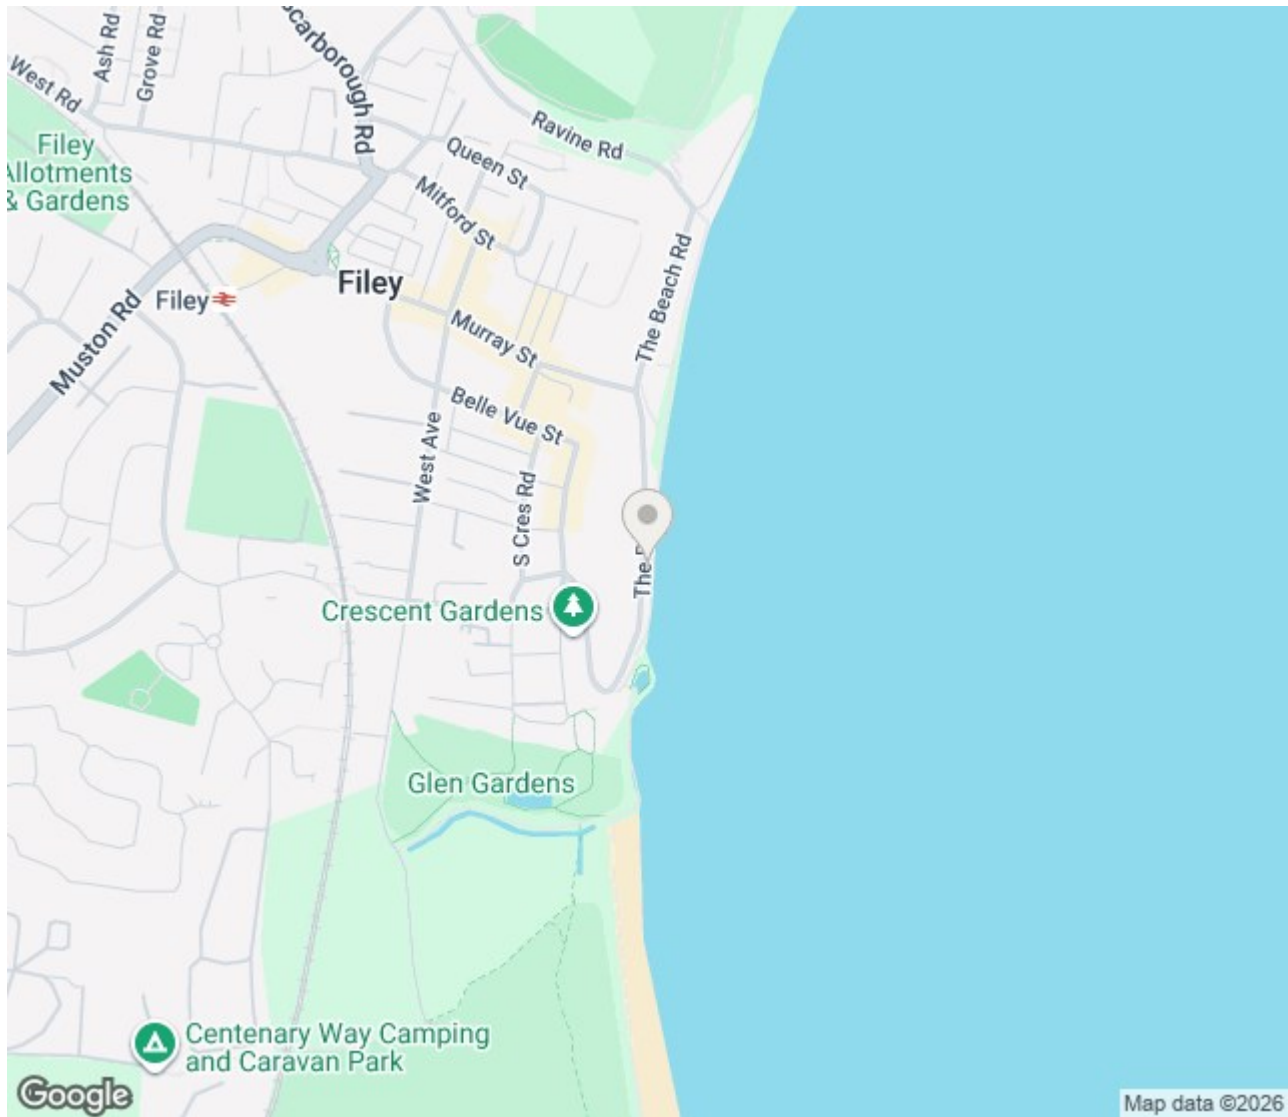 Ash Rd
Grove Rd
Scarborough Rd
West Rd
Filey
Allotments
& Gardens
Ravine Rd
Queen St
Mitford St
The Beach Rd
Filey
Filey
Muston Rd
Murray St
Belle Vue St
West Ave
S Cres Rd
The
Crescent Gardens
Glen Gardens
Centenary Way Camping
and Caravan Park
Google
Map data ©2026